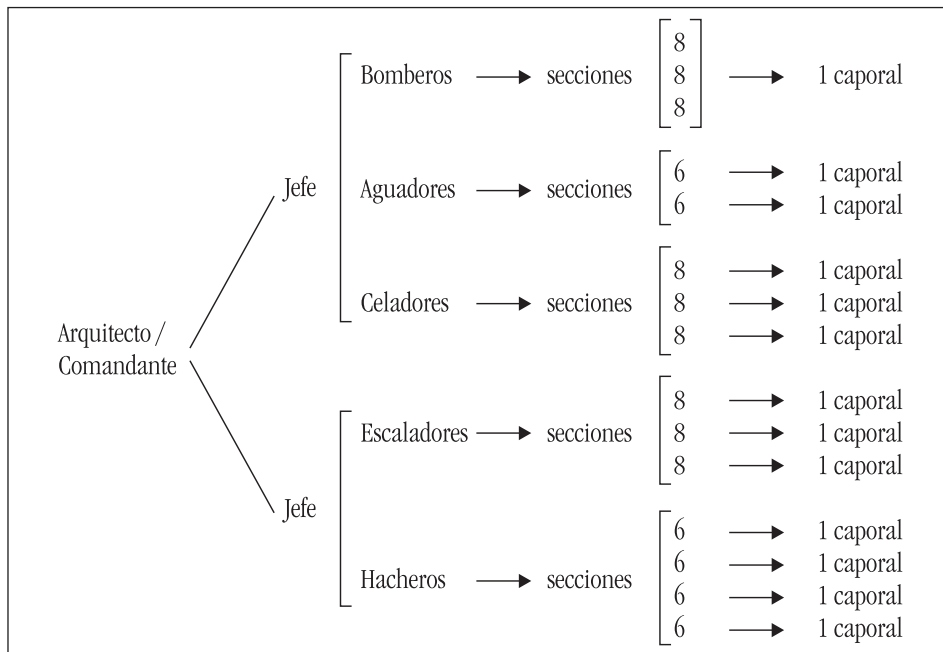 Bomberos secciones 8 8 8 1 caporal
Jefe
Aguadores secciones 6 1 caporal
6 1 caporal
Celadores secciones 8 1 caporal
8 1 caporal
8 1 caporal
Arquitecto /
Comandante
Escaladores secciones 8 1 caporal
8 1 caporal
8 1 caporal
Jefe
Hacheros secciones 6 1 caporal
6 1 caporal
6 1 caporal
6 1 caporal